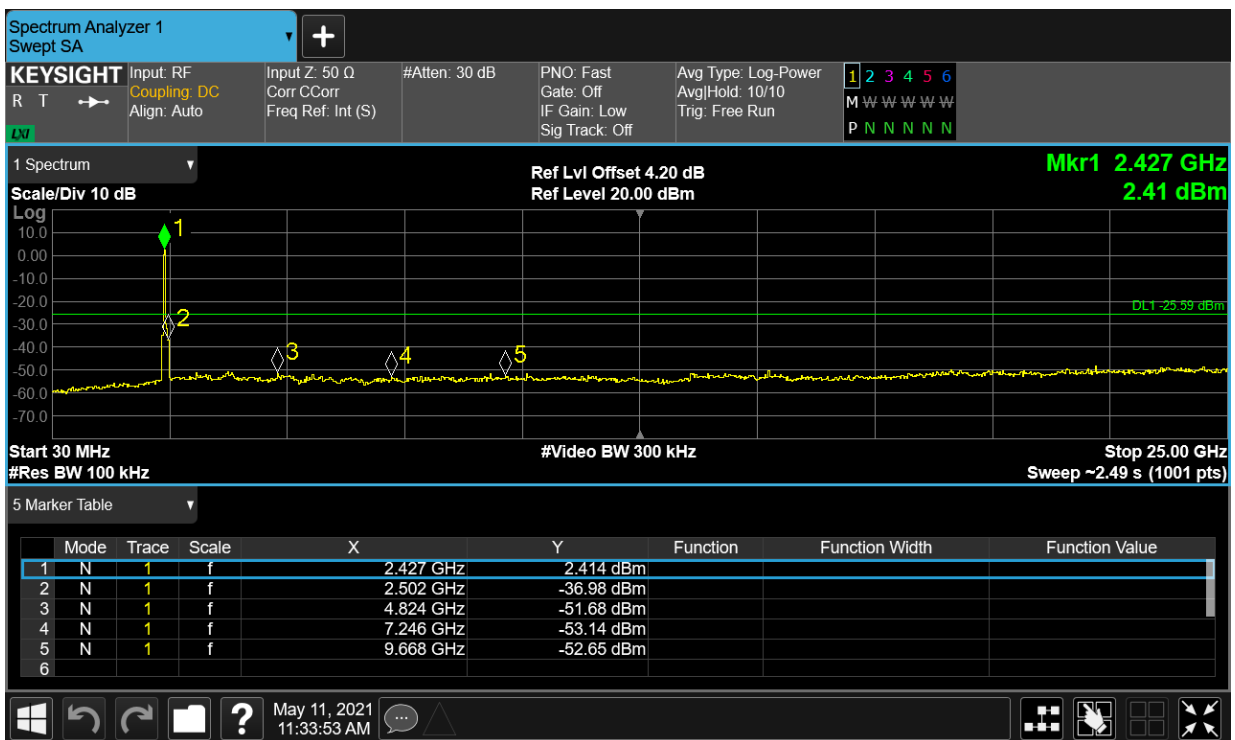 Spectrum Analyzer 1
Swept SA
+
KEYSIGHT
R T
LXI
Input: RF
Coupling: DC
Align: Auto
Input Z: 50 Ω
Corr CCorr
Freq Ref: Int (S)
#Atten: 30 dB
PNO: Fast
Gate: Off
IF Gain: Low
Sig Track: Off
Avg Type: Log-Power
Avg|Hold: 10/10
Trig: Free Run
1 2 3 4 5 6
M W W W W W
P N N N N N
1 Spectrum
Scale/Div 10 dB
Ref Lvl Offset 4.20 dB
Ref Level 20.00 dBm
Mkr1 2.427 GHz
2.41 dBm
Log
10.0
0.00
-10.0
-20.0
-30.0
-40.0
-50.0
-60.0
-70.0
1
2
3
4
5
DL1 -25.59 dBm
Start 30 MHz
#Video BW 300 kHz
Stop 25.00 GHz
#Res BW 100 kHz
Sweep ~2.49 s (1001 pts)
5 Marker Table
Mode Trace Scale X Y Function Function Width Function Value
1 N 1 f 2.427 GHz 2.414 dBm
2 N 1 f 2.502 GHz -36.98 dBm
3 N 1 f 4.824 GHz -51.68 dBm
4 N 1 f 7.246 GHz -53.14 dBm
5 N 1 f 9.668 GHz -52.65 dBm
6
?
May 11, 2021
11:33:53 AM